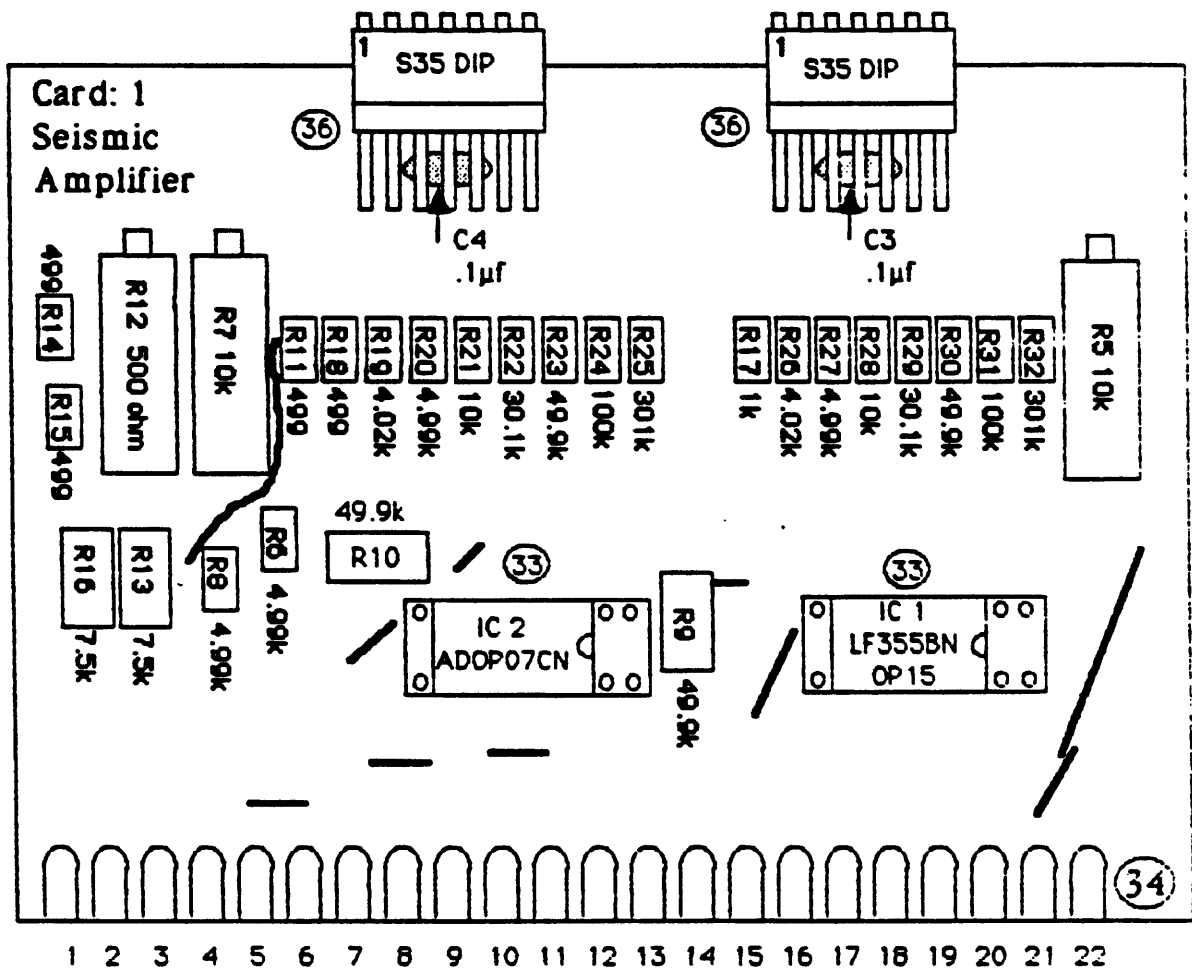 1
S35 DIP
1
S35 DIP
Card: 1
Seismic
Amplifier
36
36
C4
.1µf
C3
.1µf
499
R14
R15
499
R12 500 ohm
R7 10k
R11
499
R18
499
R19
4.02k
R20
4.99k
R21
10k
R22
30.1k
R23
49.9k
R24
100k
R25
301k
R17
1k
R26
4.02k
R27
4.99k
R28
10k
R29
30.1k
R30
49.9k
R31
100k
R32
301k
R5 10k
R16
7.5k
R13
7.5k
R8
4.99k
R6
4.99k
49.9k
R10
33
IC 2
ADOP07CN
R9
49.9k
33
IC 1
LF355BN
OP15
34
1 2 3 4 5 6 7 8 9 10 11 12 13 14 15 16 17 18 19 20 21 22